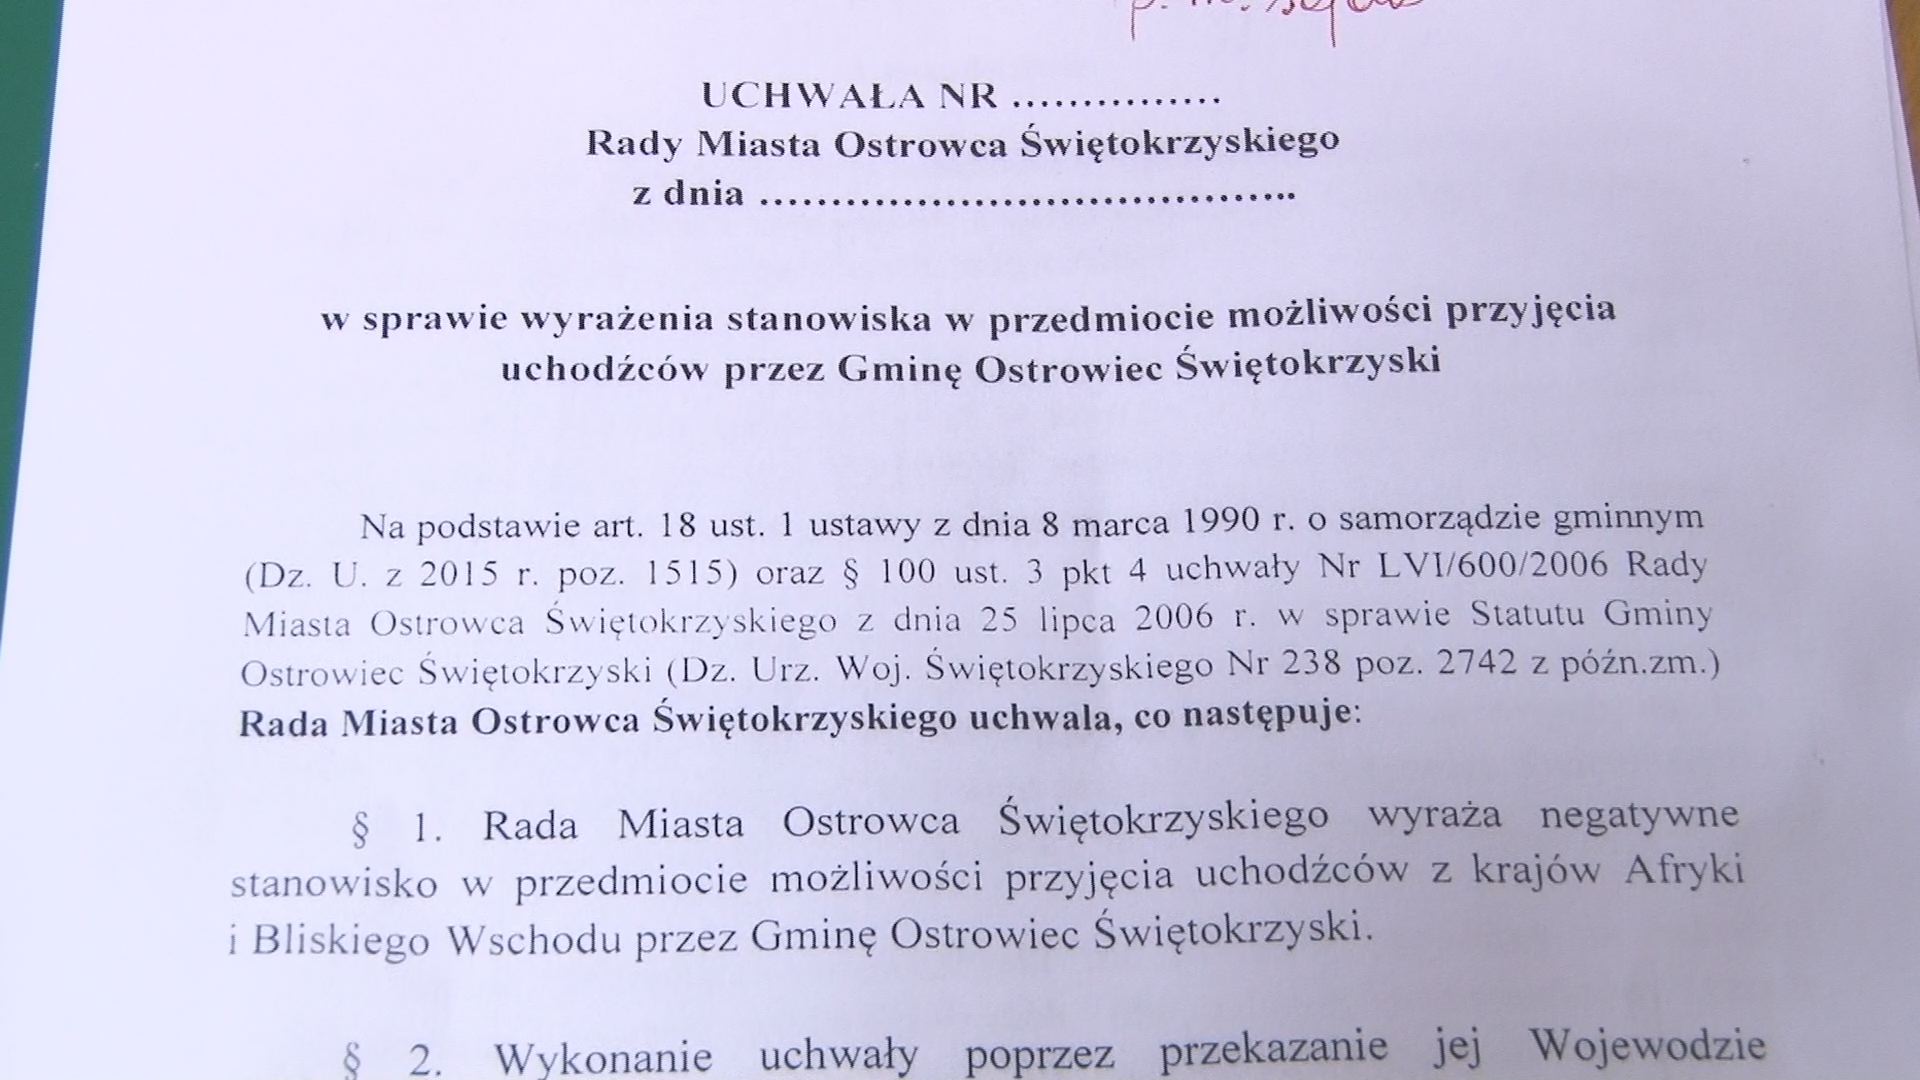 UCHWAŁA NR ...............
Rady Miasta Ostrowca Świętokrzyskiego
z dnia ..........................................
w sprawie wyrażenia stanowiska w przedmiocie możliwości przyjęcia
uchodźców przez Gminę Ostrowiec Świętokrzyski
Na podstawie art. 18 ust. 1 ustawy z dnia 8 marca 1990 r. o samorządzie gminnym
(Dz. U. z 2015 r. poz. 1515) oraz § 100 ust. 3 pkt 4 uchwały Nr LVI/600/2006 Rady
Miasta Ostrowca Świętokrzyskiego z dnia 25 lipca 2006 r. w sprawie Statutu Gminy
Ostrowiec Świętokrzyski (Dz. Urz. Woj. Świętokrzyskiego Nr 238 poz. 2742 z późn.zm.)
Rada Miasta Ostrowca Świętokrzyskiego uchwala, co następuje:
§ 1. Rada Miasta Ostrowca Świętokrzyskiego wyraża negatywne
stanowisko w przedmiocie możliwości przyjęcia uchodźców z krajów Afryki
i Bliskiego Wschodu przez Gminę Ostrowiec Świętokrzyski.
§ 2. Wykonanie uchwały poprzez przekazanie jej Wojewodzie